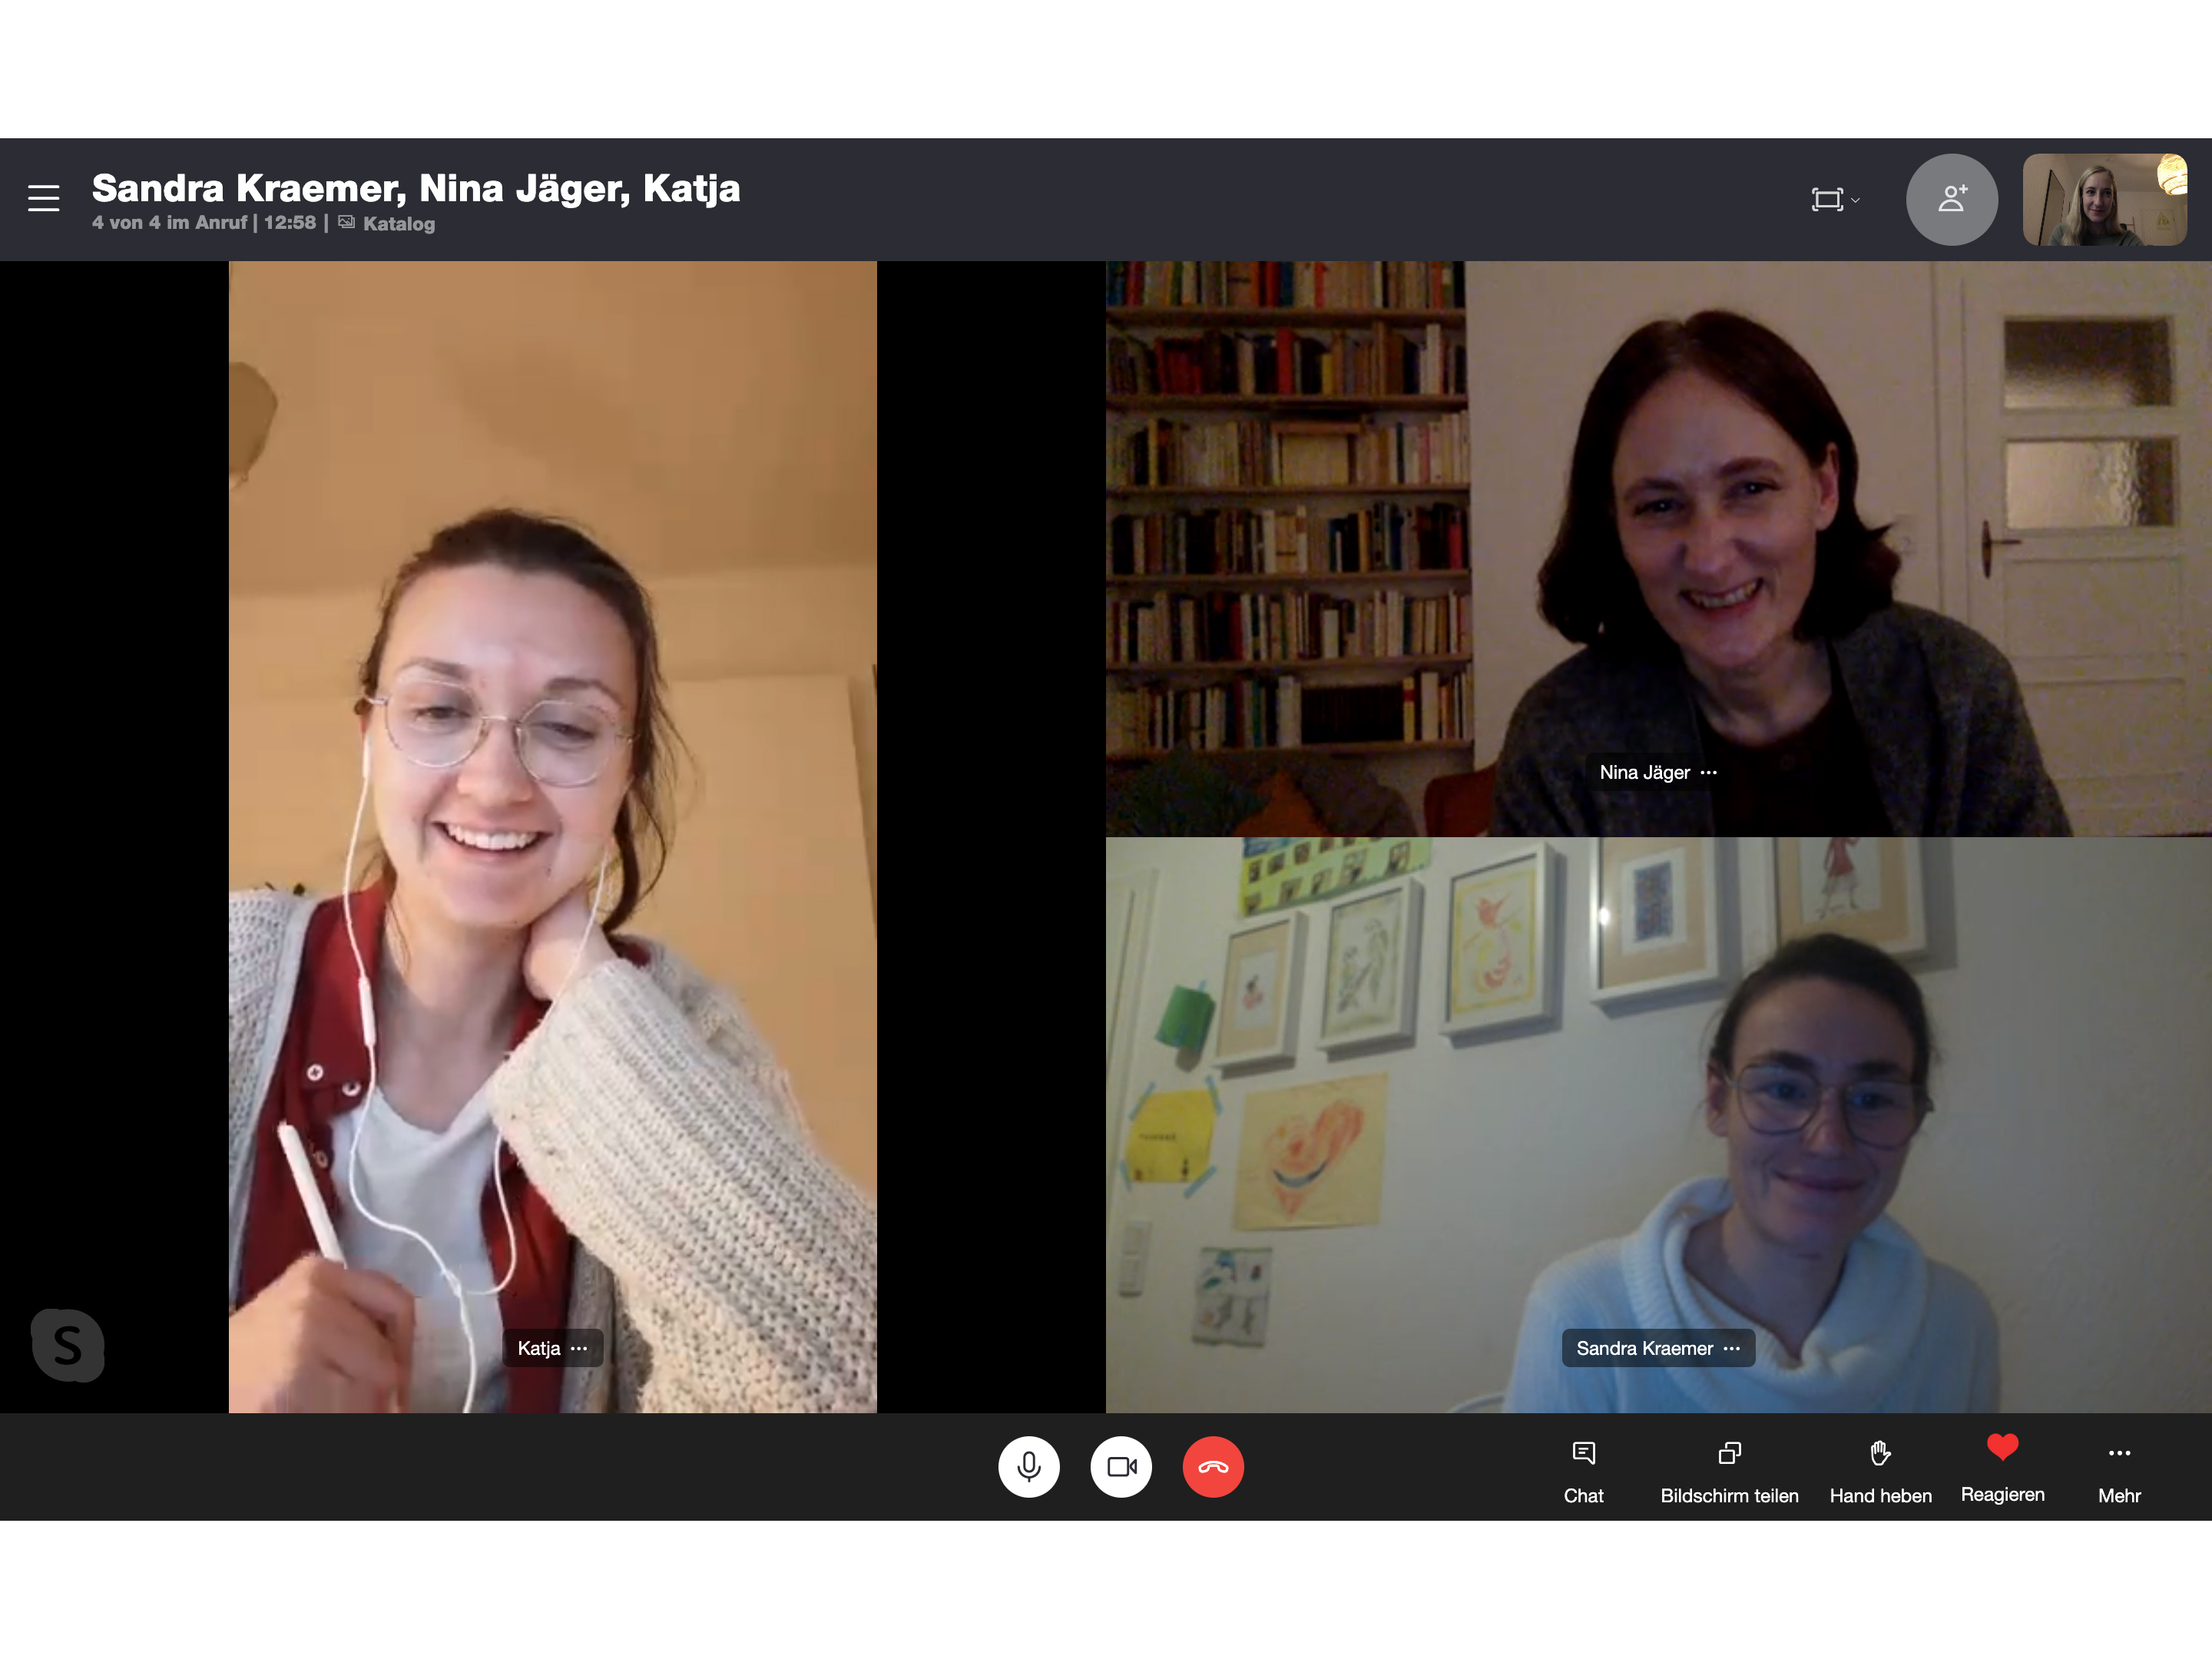 Sandra Kraemer, Nina Jäger, Katja
4 von 4 im Anruf | 12:58 | Katalog
Nina Jäger ···
Katja ···
Sandra Kraemer ···
S
Chat
Bildschirm teilen
Hand heben
Reagieren
Mehr